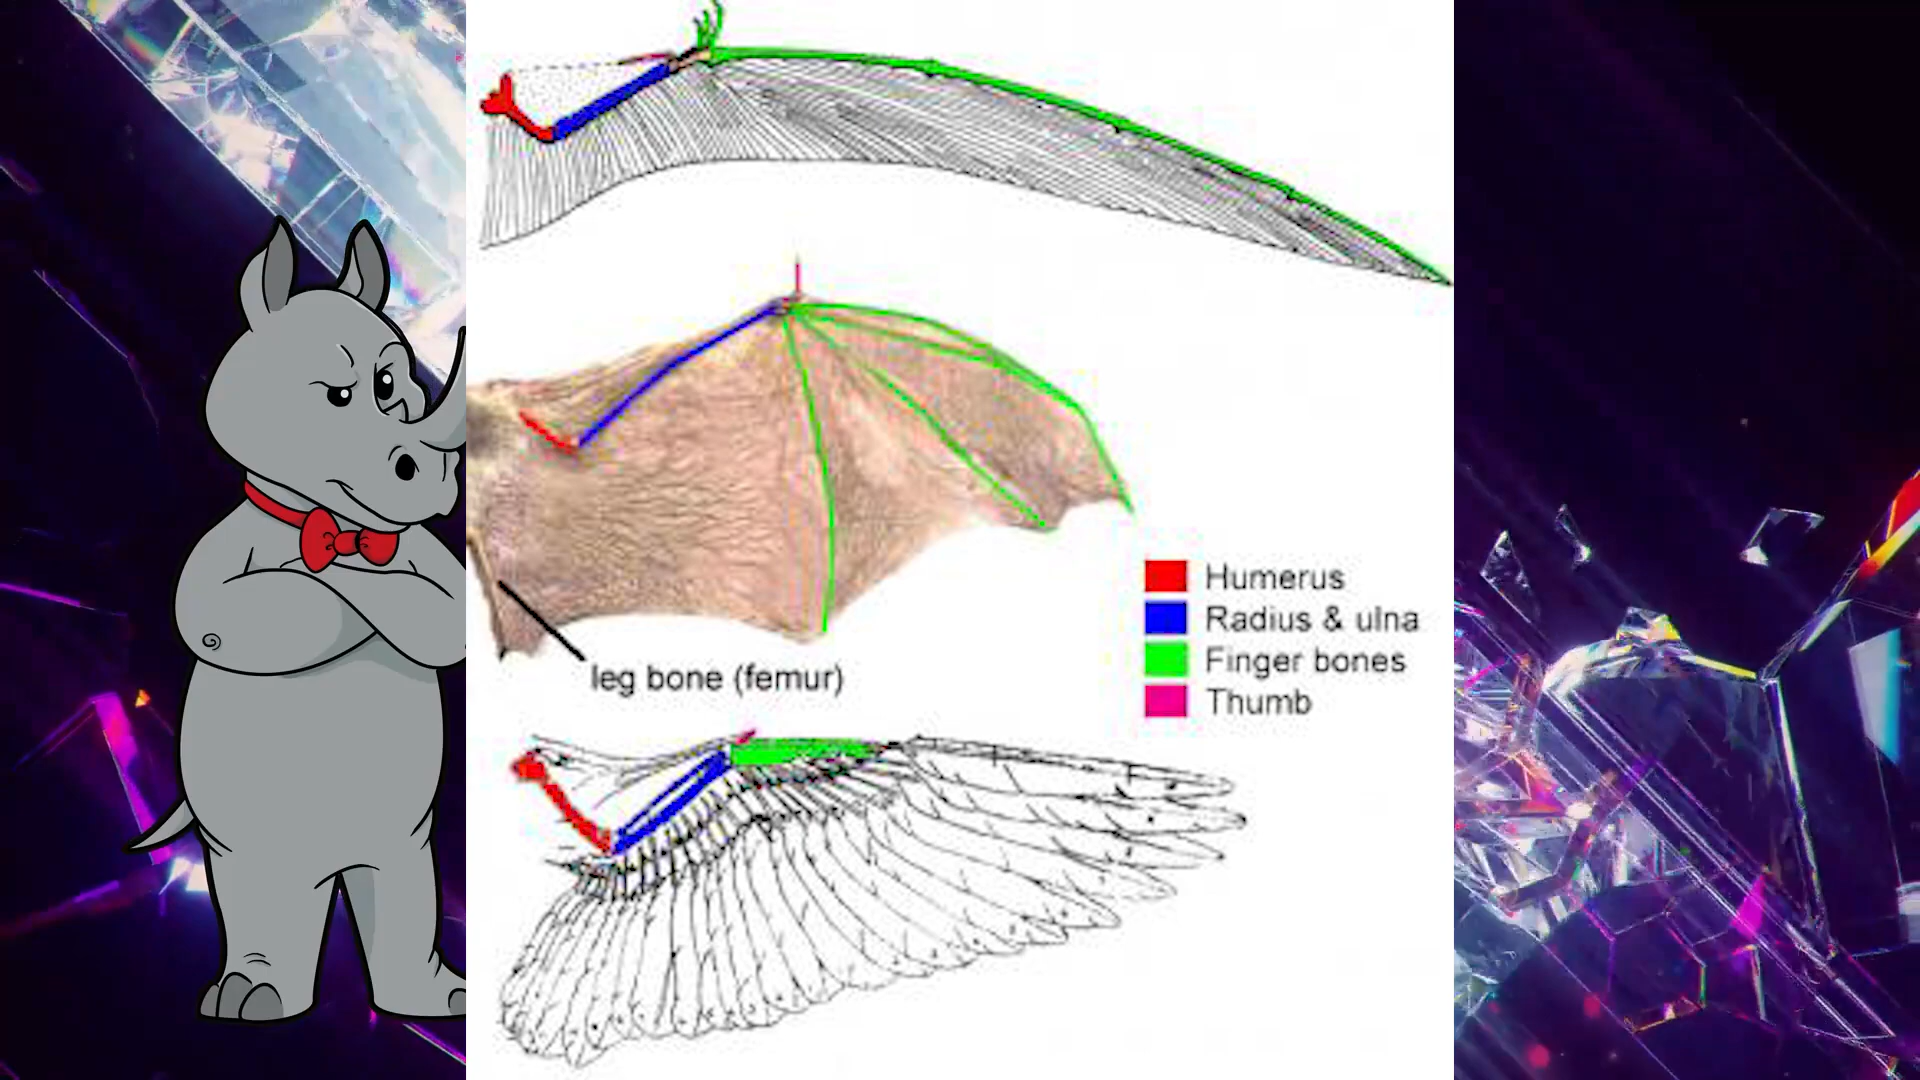 Humerus
Radius & ulna
Finger bones
Thumb
leg bone (femur)